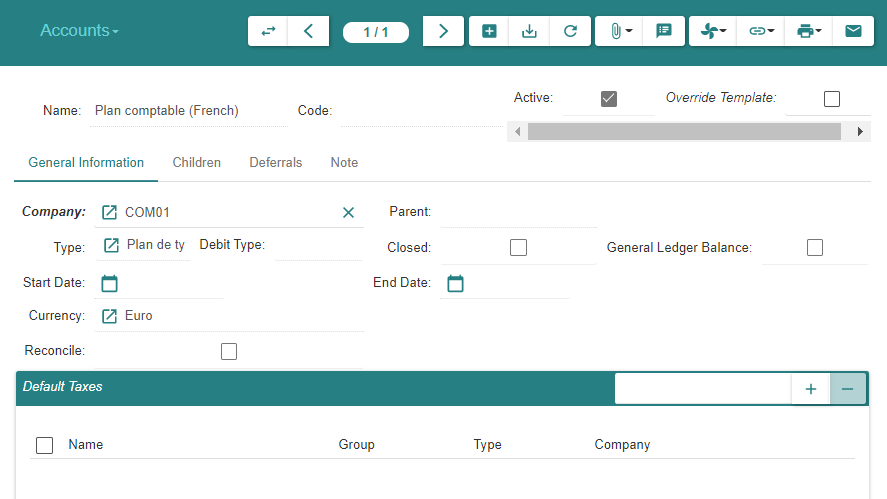 Accounts
1 / 1
Name: Plan comptable (French) Code: Active: Override Template:
General Information Children Deferrals Note
Company: COM01 Parent:
Type: Plan de ty Debit Type: Closed: General Ledger Balance:
Start Date: End Date:
Currency: Euro
Reconcile:
Default Taxes
Name Group Type Company